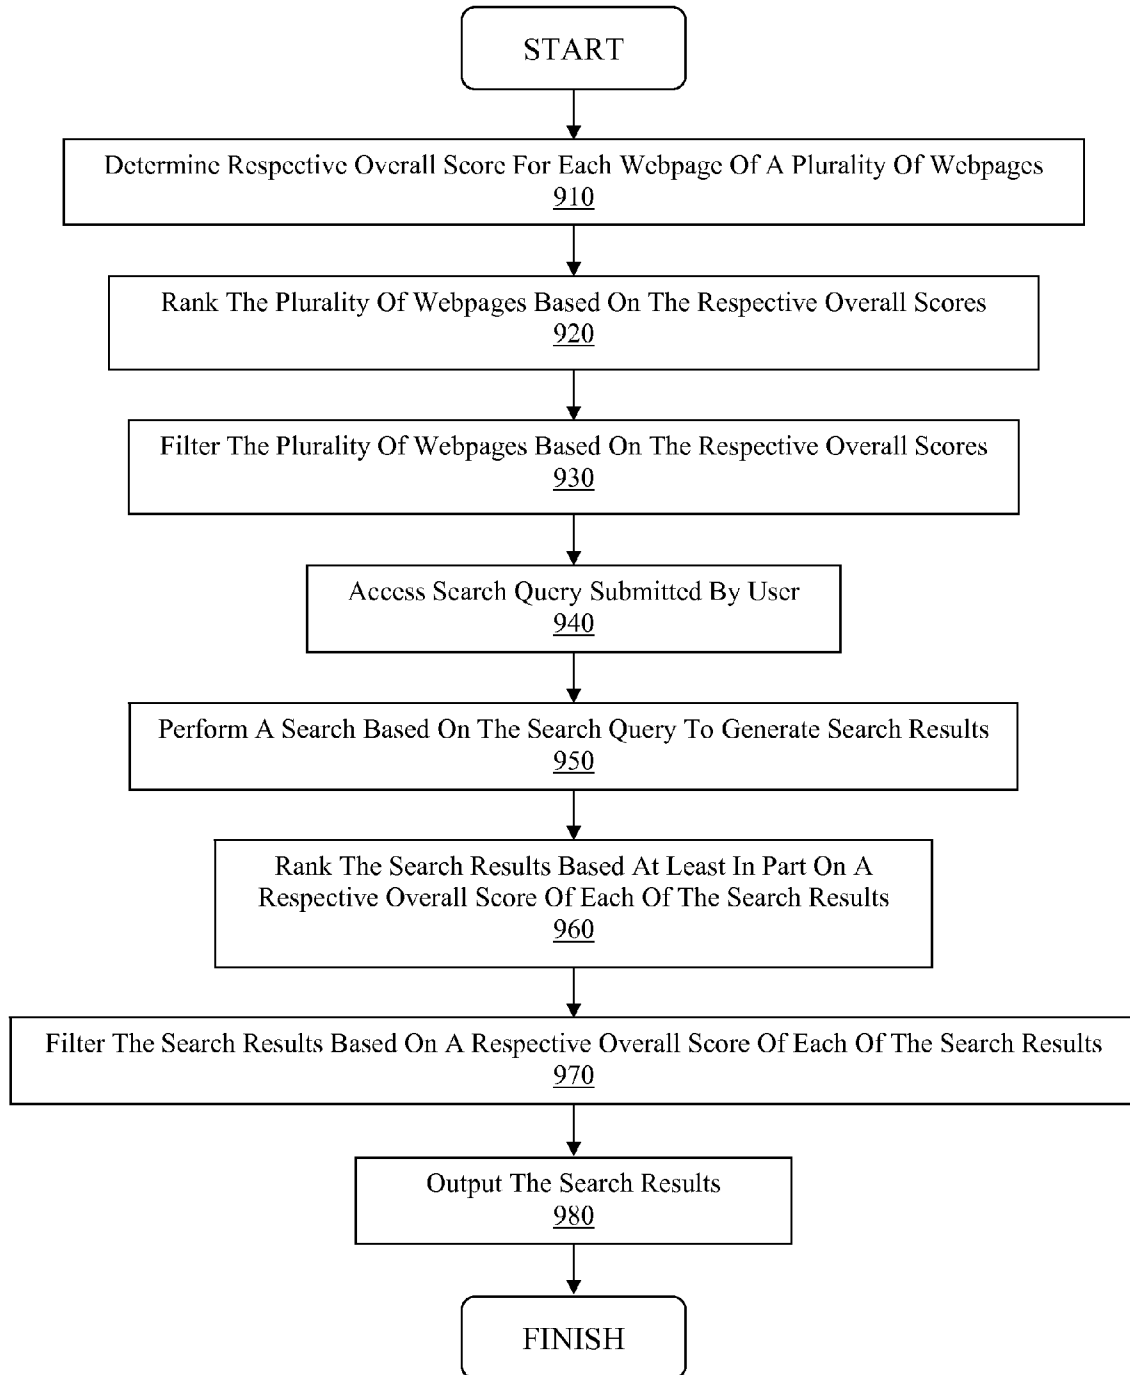 START
Determine Respective Overall Score For Each Webpage Of A Plurality Of Webpages
910
Rank The Plurality Of Webpages Based On The Respective Overall Scores
920
Filter The Plurality Of Webpages Based On The Respective Overall Scores
930
Access Search Query Submitted By User
940
Perform A Search Based On The Search Query To Generate Search Results
950
Rank The Search Results Based At Least In Part On A
Respective Overall Score Of Each Of The Search Results
960
Filter The Search Results Based On A Respective Overall Score Of Each Of The Search Results
970
Output The Search Results
980
FINISH